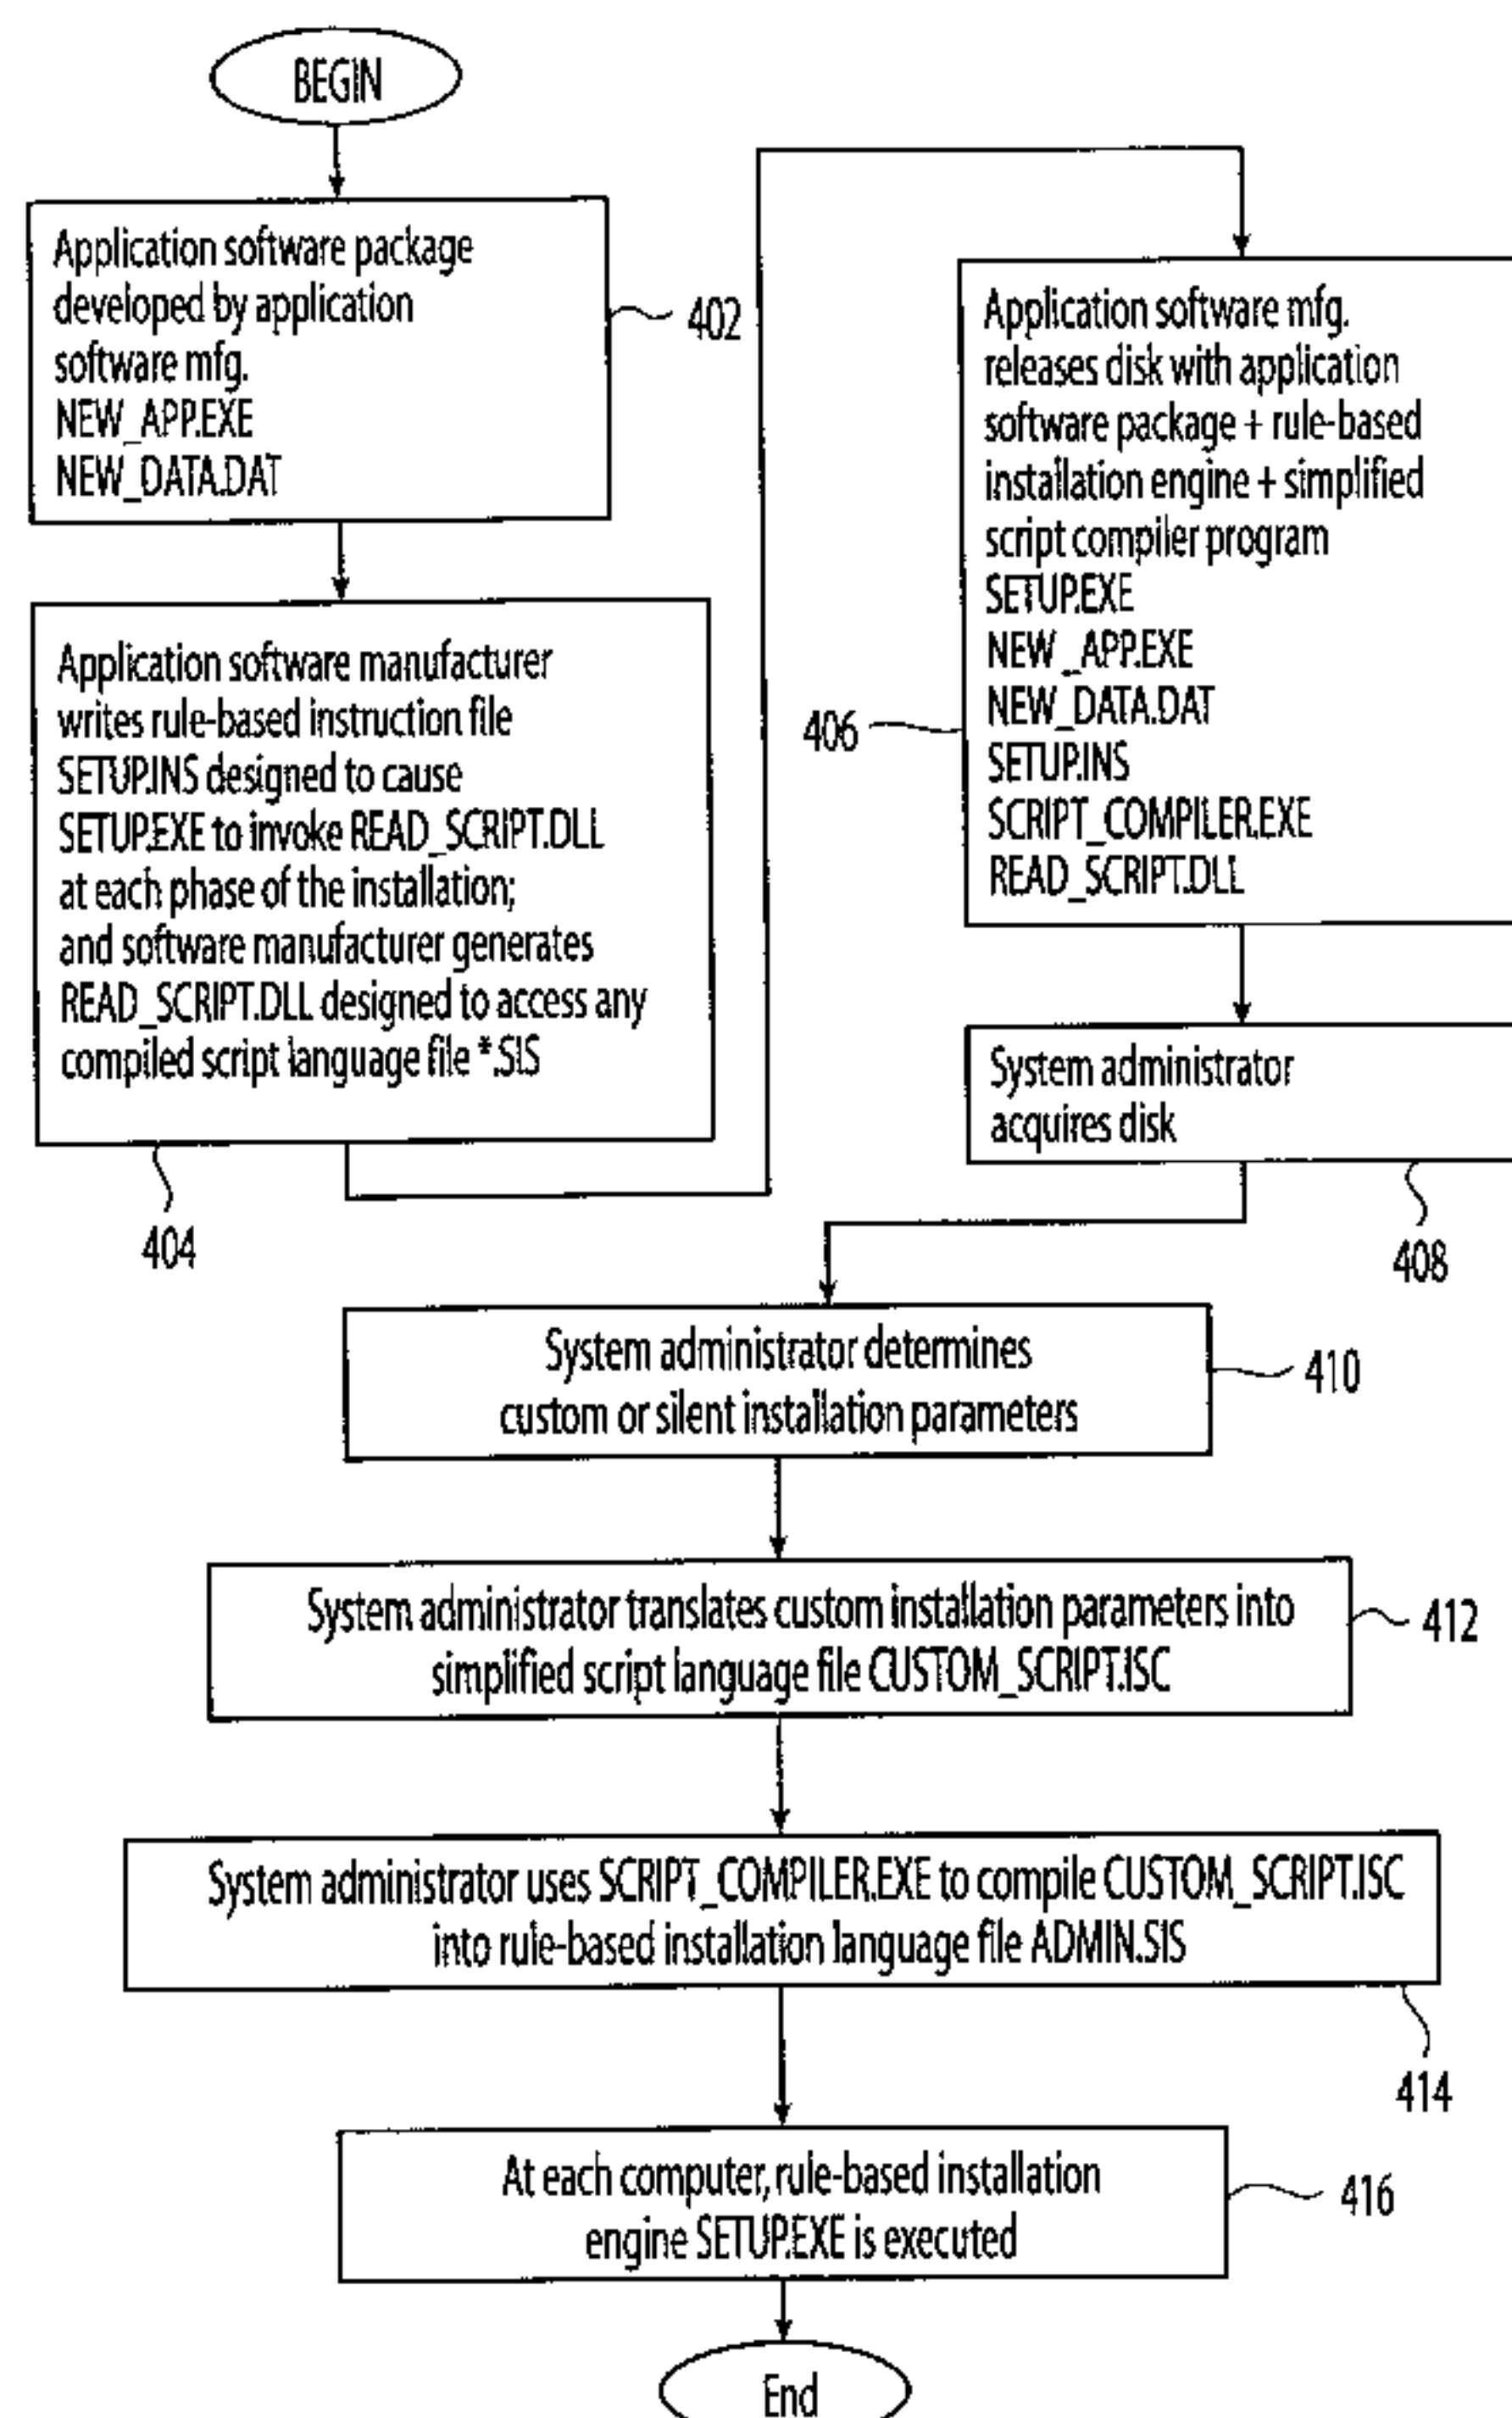 BEGIN
Application software package
developed by application
software mfg.
NEW_APP.EXE
NEW_DATA.DAT
402
Application software manufacturer
writes rule-based instruction file
SETUP.INS designed to cause
SETUP.EXE to invoke READ_SCRIPT.DLL
at each phase of the installation;
and software manufacturer generates
READ_SCRIPT.DLL designed to access any
compiled script language file *.SIS
404
Application software mfg.
releases disk with application
software package + rule-based
installation engine + simplified
script compiler program
SETUP.EXE
NEW_APP.EXE
NEW_DATA.DAT
SETUP.INS
SCRIPT_COMPILER.EXE
READ_SCRIPT.DLL
406
System administrator
acquires disk
408
System administrator determines
custom or silent installation parameters
410
System administrator translates custom installation parameters into
simplified script language file CUSTOM_SCRIPT.ISC
412
System administrator uses SCRIPT_COMPILER.EXE to compile CUSTOM_SCRIPT.ISC
into rule-based installation language file ADMIN.SIS
414
At each computer, rule-based installation
engine SETUP.EXE is executed
416
End